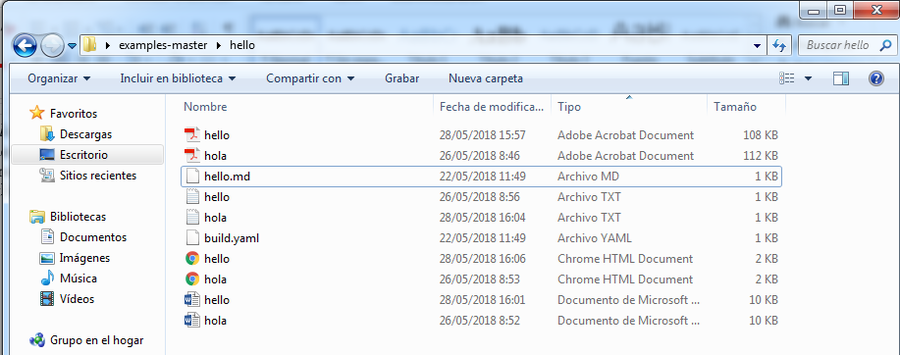 examples-master hello Buscar hello
Organizar Incluir en biblioteca Compartir con Grabar Nueva carpeta
Nombre Fecha de modifica... Tipo Tamaño
Favoritos
Descargas
Escritorio
Sitios recientes
Bibliotecas
Documentos
Imágenes
Música
Vídeos
Grupo en el hogar
hello 28/05/2018 15:57 Adobe Acrobat Document 108 KB
hola 26/05/2018 8:46 Adobe Acrobat Document 112 KB
hello.md 22/05/2018 11:49 Archivo MD 1 KB
hello 26/05/2018 8:56 Archivo TXT 1 KB
hola 28/05/2018 16:04 Archivo TXT 1 KB
build.yaml 22/05/2018 11:49 Archivo YAML 1 KB
hello 28/05/2018 16:06 Chrome HTML Document 2 KB
hola 26/05/2018 8:53 Chrome HTML Document 2 KB
hello 28/05/2018 16:01 Documento de Microsoft ... 10 KB
hola 26/05/2018 8:52 Documento de Microsoft ... 10 KB